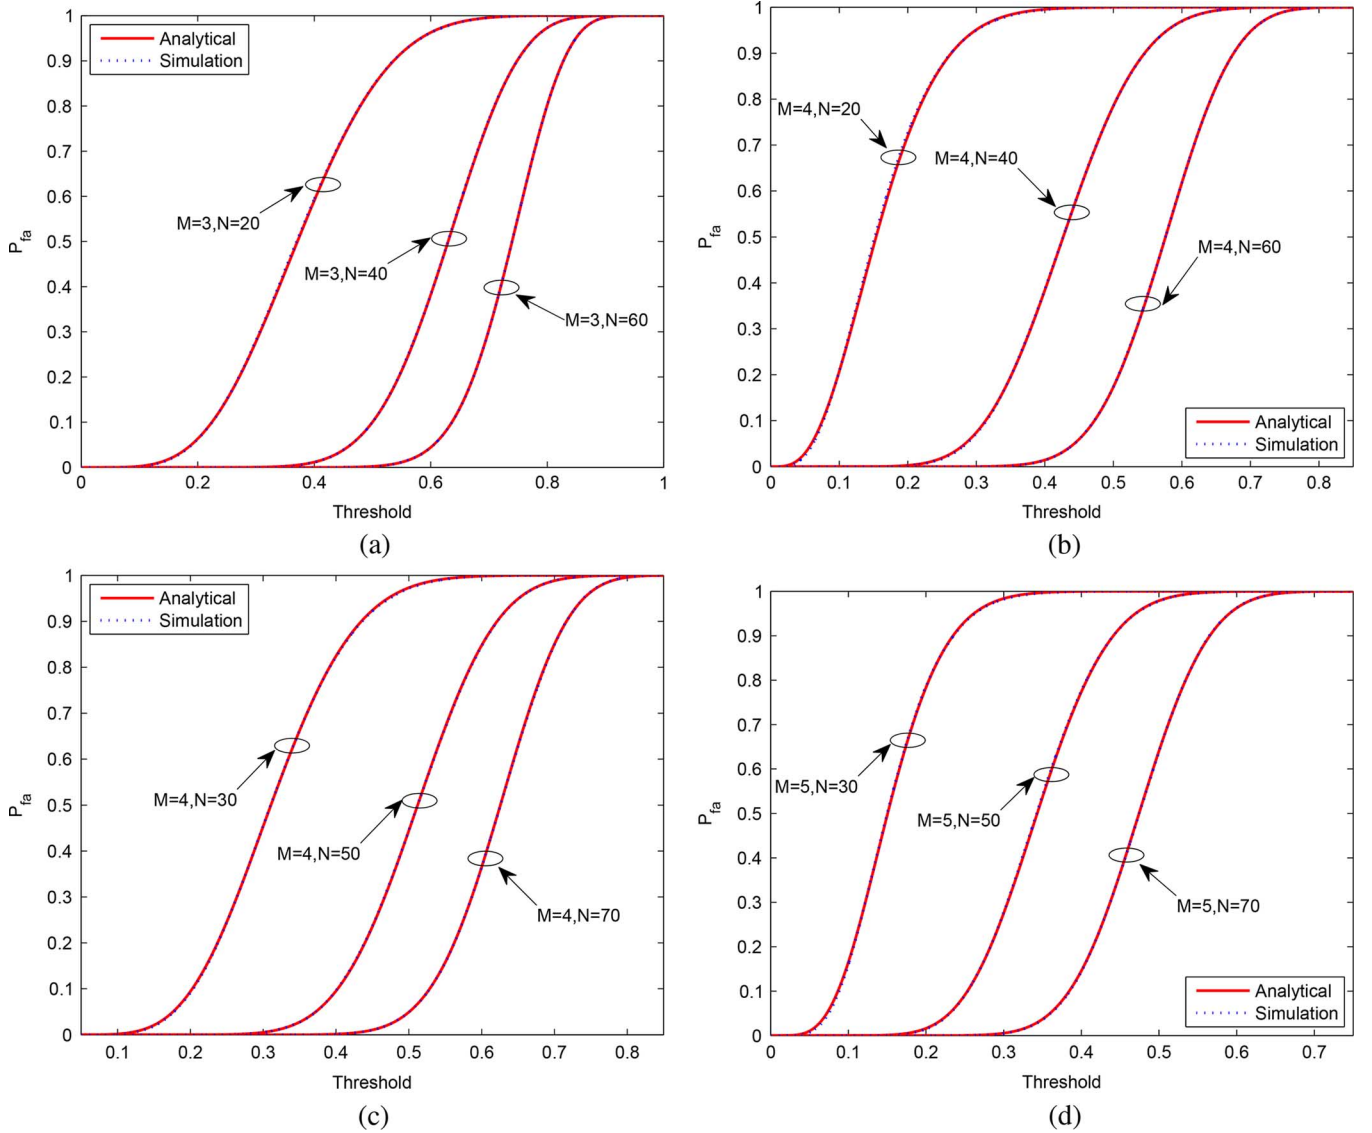 1
0.9
0.8
0.7
0.6
0.5
0.4
0.3
0.2
0.1
0
P_fa
Analytical
Simulation
M=3,N=20
M=3,N=40
M=3,N=60
0 0.2 0.4 0.6 0.8 1
Threshold
(a)
1
0.9
0.8
0.7
0.6
0.5
0.4
0.3
0.2
0.1
0
P_fa
M=4,N=20
M=4,N=40
M=4,N=60
Analytical
Simulation
0 0.1 0.2 0.3 0.4 0.5 0.6 0.7 0.8
Threshold
(b)
1
0.9
0.8
0.7
0.6
0.5
0.4
0.3
0.2
0.1
0
P_fa
Analytical
Simulation
M=4,N=30
M=4,N=50
M=4,N=70
0.1 0.2 0.3 0.4 0.5 0.6 0.7 0.8
Threshold
(c)
1
0.9
0.8
0.7
0.6
0.5
0.4
0.3
0.2
0.1
0
P_fa
M=5,N=30
M=5,N=50
M=5,N=70
Analytical
Simulation
0 0.1 0.2 0.3 0.4 0.5 0.6 0.7
Threshold
(d)